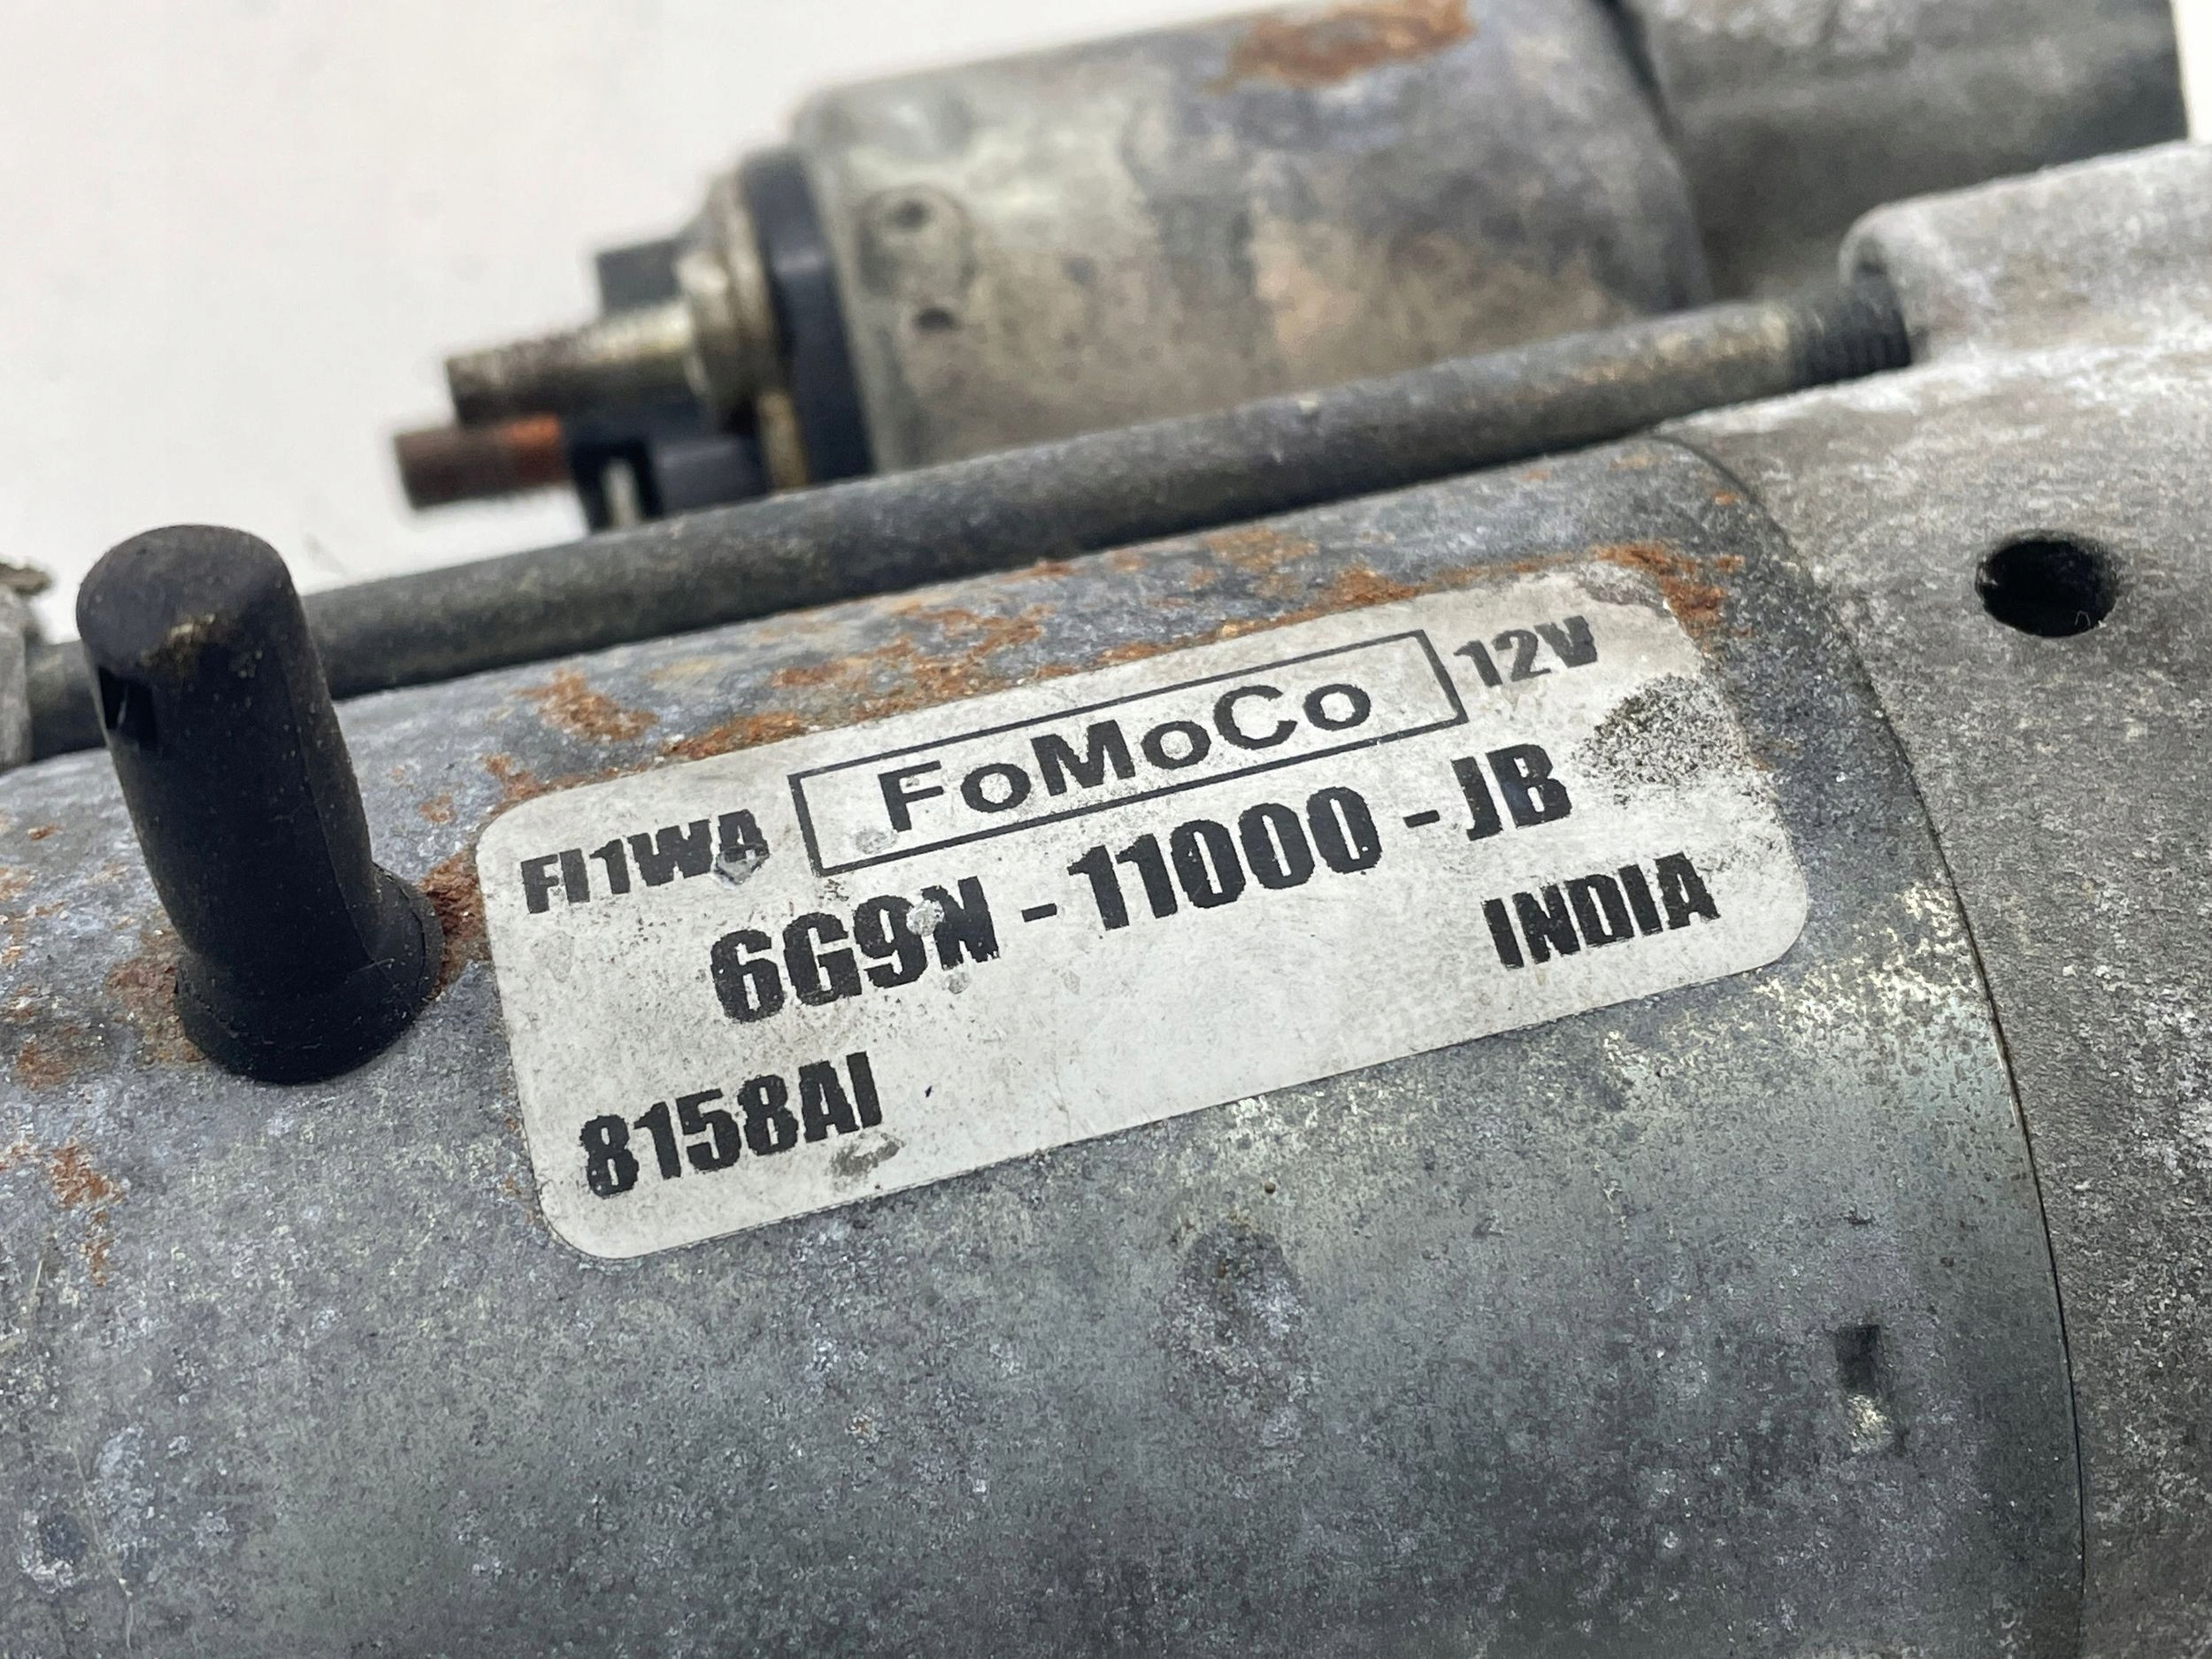 FI1WA FoMoCo 12V
6G9N - 11000 - JB
INDIA
8158AI